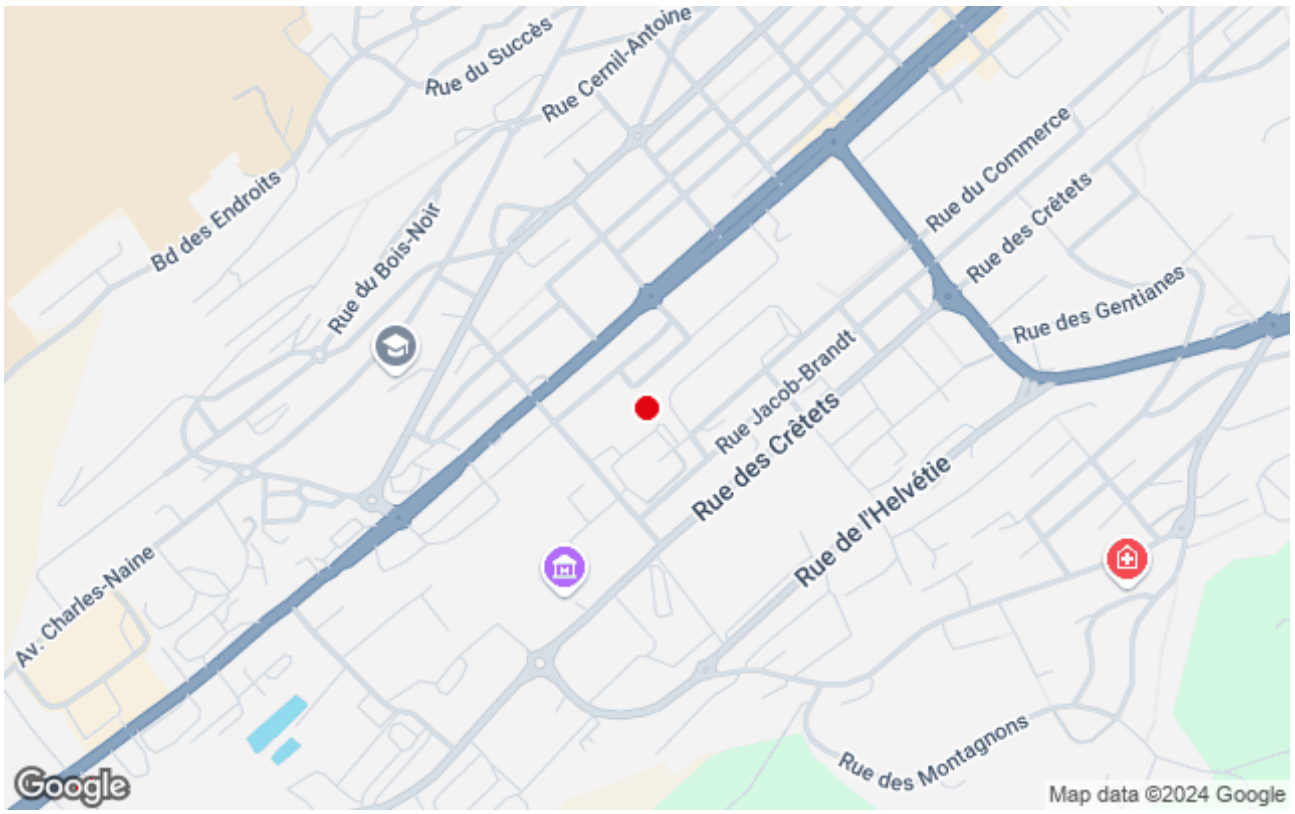 Rue du Succès
Rue Cernil-Antoine
Rue du Commerce
Bd des Endroits
Rue du Bois-Noir
Rue des Crêtets
Rue des Gentianes
Rue Jacob-Brandt
Rue des Crêtets
Rue de l'Helvétie
Av. Charles-Naine
Rue des Montagnons
Google
Map data ©2024 Google